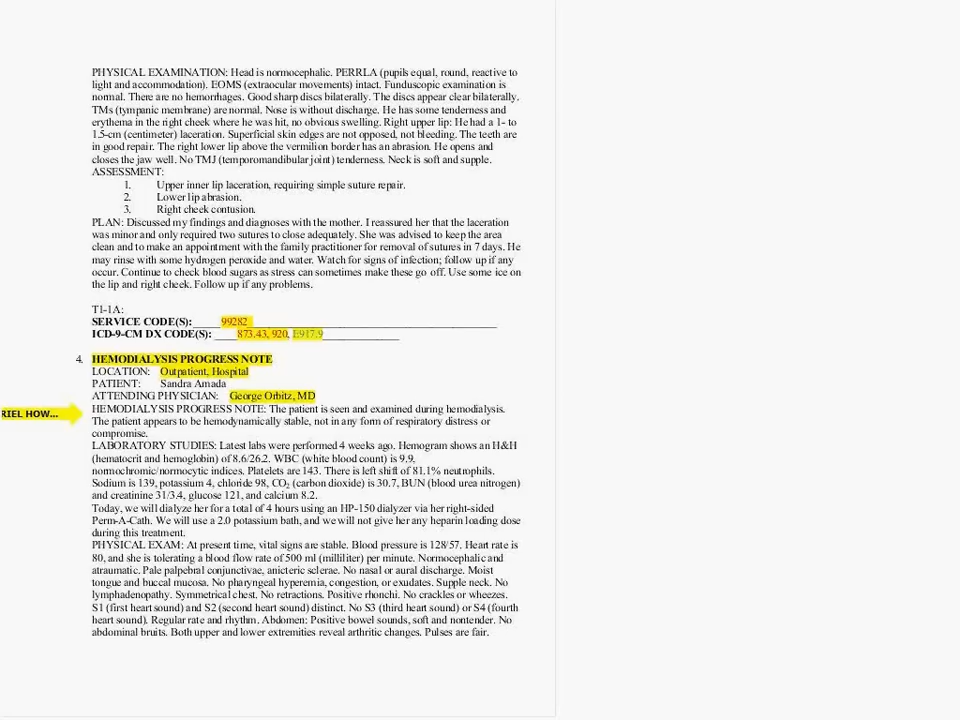 PHYSICAL EXAMINATION: Head is normocephalic. PERRLA (pupils equal, round, reactive to
light and accommodation). EOMS (extraocular movements) intact. Funduscopic examination is
normal. There are no hemorrhages. Good sharp discs bilaterally. The discs appear clear bilaterally.
TMs (tympanic membrane) are normal. Nose is without discharge. He has some tenderness and
erythema in the right cheek where he was hit, no obvious swelling. Right upper lip: He had a 1- to
1.5-cm (centimeter) laceration. Superficial skin edges are not opposed, not bleeding. The teeth are
in good repair. The right lower lip above the vermilion border has an abrasion. He opens and
closes the jaw well. No TMJ (temporomandibular joint) tenderness. Neck is soft and supple.
ASSESSMENT:
1. Upper inner lip laceration, requiring simple suture repair.
2. Lower lip abrasion.
3. Right cheek contusion.
PLAN: Discussed my findings and diagnoses with the mother. I reassured her that the laceration
was minor and only required two sutures to close adequately. She was advised to keep the area
clean and to make an appointment with the family practitioner for removal of sutures in 7 days. He
may rinse with some hydrogen peroxide and water. Watch for signs of infection; follow up if any
occur. Continue to check blood sugars as stress can sometimes make these go off. Use some ice on
the lip and right cheek. Follow up if any problems.
T1-1A:
SERVICE CODE(S): 99282
ICD-9-CM DX CODE(S): 873.43, 920, E917.9
4. HEMODIALYSIS PROGRESS NOTE
LOCATION: Outpatient, Hospital
PATIENT: Sandra Amada
ATTENDING PHYSICIAN: George Orbitz, MD
RIEL HOW... HEMODIALYSIS PROGRESS NOTE: The patient is seen and examined during hemodialysis.
The patient appears to be hemodynamically stable, not in any form of respiratory distress or
compromise.
LABORATORY STUDIES: Latest labs were performed 4 weeks ago. Hemogram shows an H&H
(hematocrit and hemoglobin) of 8.6/26.2. WBC (white blood count) is 9.9,
normochromic/normocytic indices. Platelets are 143. There is left shift of 81.1% neutrophils.
Sodium is 139, potassium 4, chloride 98, CO₂ (carbon dioxide) is 30.7, BUN (blood urea nitrogen)
and creatinine 31/3.4, glucose 121, and calcium 8.2.
Today, we will dialyze her for a total of 4 hours using an HP-150 dialyzer via her right-sided
Perm-A-Cath. We will use a 2.0 potassium bath, and we will not give her any heparin loading dose
during this treatment.
PHYSICAL EXAM: At present time, vital signs are stable. Blood pressure is 128/57. Heart rate is
80, and she is tolerating a blood flow rate of 500 ml (milliliter) per minute. Normocephalic and
atraumatic. Pale palpebral conjunctivae, anicteric sclerae. No nasal or aural discharge. Moist
tongue and buccal mucosa. No pharyngeal hyperemia, congestion, or exudates. Supple neck. No
lymphadenopathy. Symmetrical chest. No retractions. Positive rhonchi. No crackles or wheezes.
S1 (first heart sound) and S2 (second heart sound) distinct. No S3 (third heart sound) or S4 (fourth
heart sound). Regular rate and rhythm. Abdomen: Positive bowel sounds, soft and nontender. No
abdominal bruits. Both upper and lower extremities reveal arthritic changes. Pulses are fair.